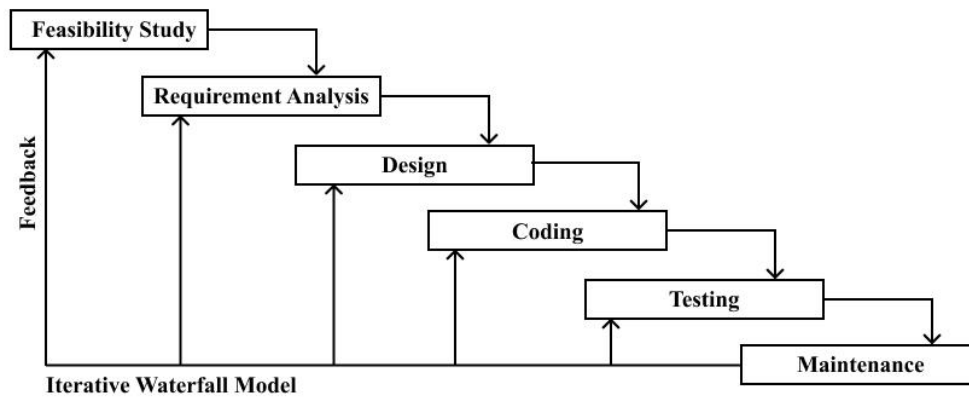 Feasibility Study
Requirement Analysis
Design
Coding
Testing
Maintenance
Feedback
Iterative Waterfall Model